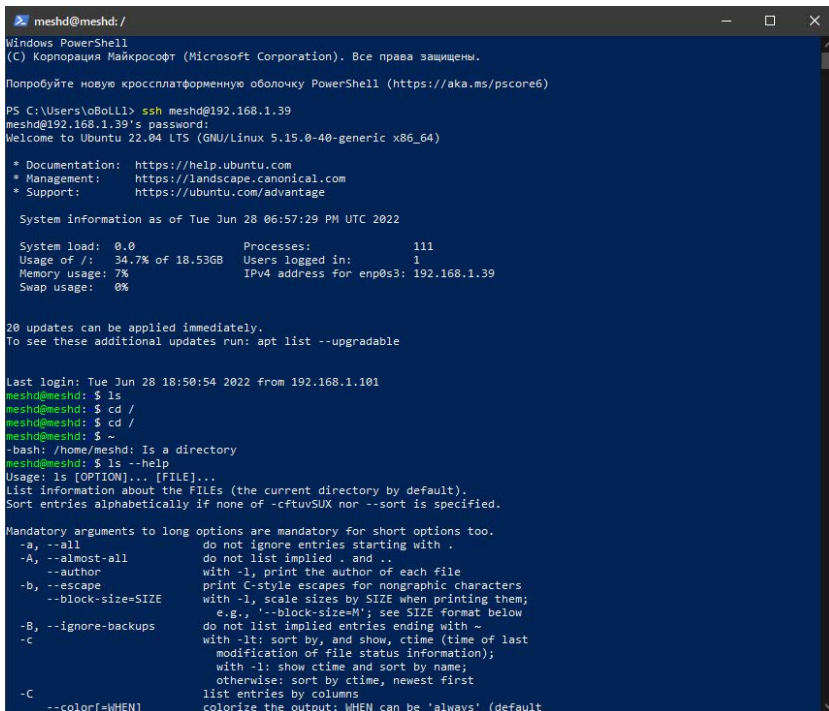 meshd@meshd: /
Windows PowerShell
(C) Корпорация Майкрософт (Microsoft Corporation). Все права защищены.
Попробуйте новую кроссплатформенную оболочку PowerShell (https://aka.ms/pscore6)
PS C:\Users\oBoLLl> ssh meshd@192.168.1.39
meshd@192.168.1.39's password:
Welcome to Ubuntu 22.04 LTS (GNU/Linux 5.15.0-40-generic x86_64)
* Documentation:  https://help.ubuntu.com
* Management:     https://landscape.canonical.com
* Support:        https://ubuntu.com/advantage
System information as of Tue Jun 28 06:57:29 PM UTC 2022
System load:  0.0                Processes:               111
Usage of /:   34.7% of 18.53GB   Users logged in:         1
Memory usage: 7%                 IPv4 address for enp0s3: 192.168.1.39
Swap usage:   0%
20 updates can be applied immediately.
To see these additional updates run: apt list --upgradable
Last login: Tue Jun 28 18:50:54 2022 from 192.168.1.101
meshd@meshd: $ ls
meshd@meshd: $ cd /
meshd@meshd: $ cd /
meshd@meshd: $ ~
-bash: /home/meshd: Is a directory
meshd@meshd: $ ls --help
Usage: ls [OPTION]... [FILE]...
List information about the FILEs (the current directory by default).
Sort entries alphabetically if none of -cftuvSUX nor --sort is specified.
Mandatory arguments to long options are mandatory for short options too.
-a, --all                  do not ignore entries starting with .
-A, --almost-all           do not list implied . and ..
--author               with -l, print the author of each file
-b, --escape               print C-style escapes for nongraphic characters
--block-size=SIZE      with -l, scale sizes by SIZE when printing them;
e.g., '--block-size=M'; see SIZE format below
-B, --ignore-backups       do not list implied entries ending with ~
-c                         with -lt: sort by, and show, ctime (time of last
modification of file status information);
with -l: show ctime and sort by name;
otherwise: sort by ctime, newest first
-C                         list entries by columns
--color[=WHEN]         colorize the output; WHEN can be 'always' (default